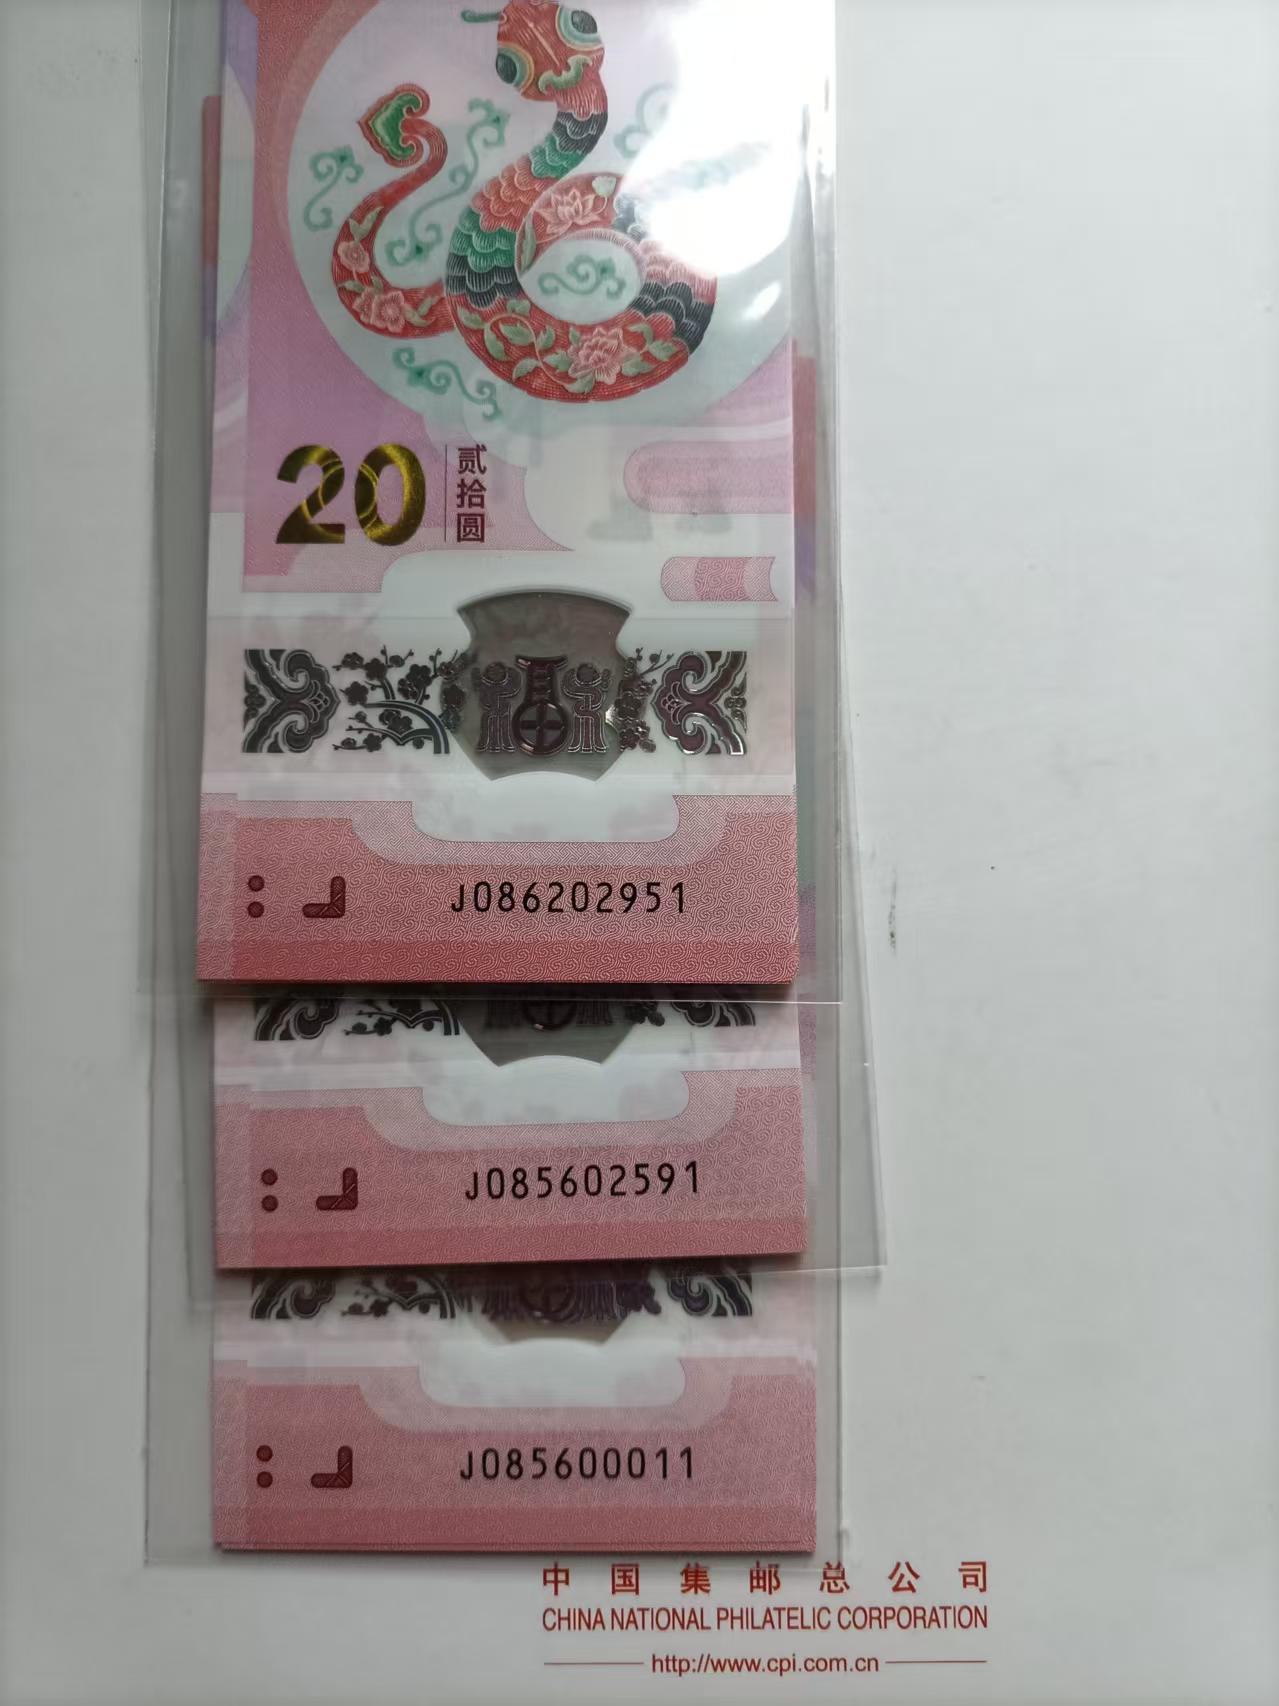 20
贰
拾
圆
J086202951
J085602591
J085600011
中国集邮总公司
CHINA NATIONAL PHILATELIC CORPORATION
http://www.cpi.com.cn